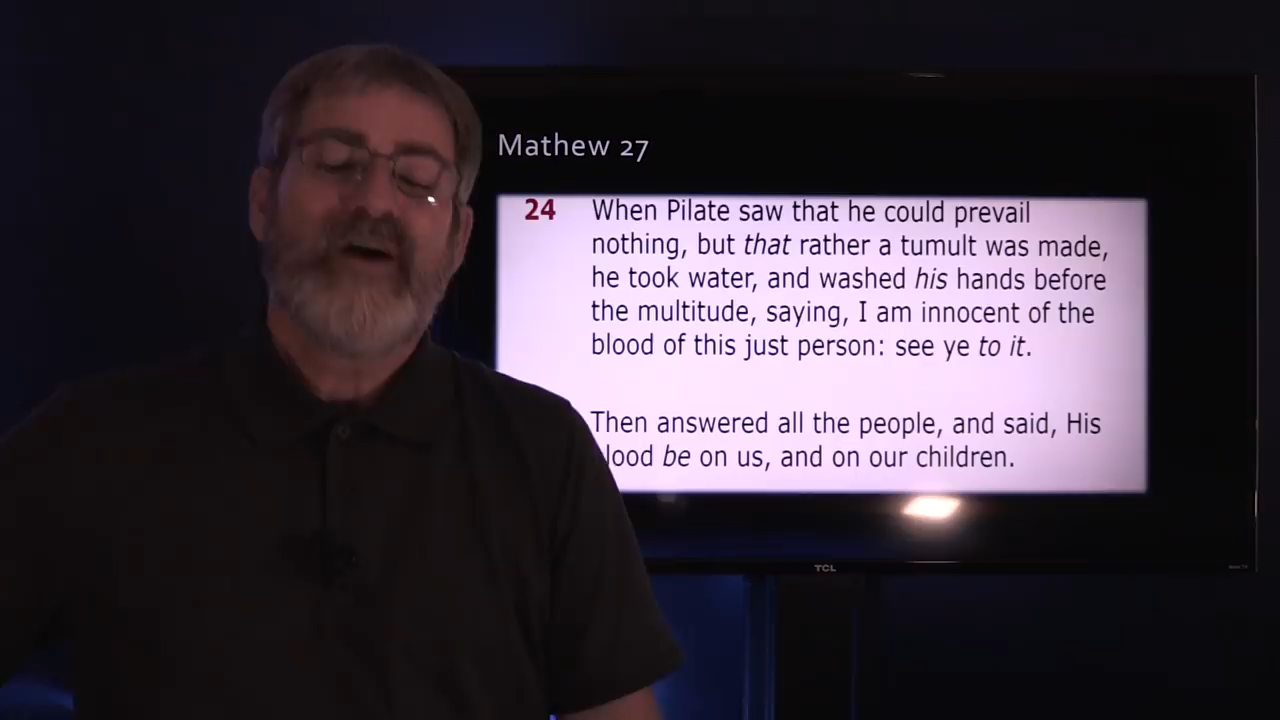 Mathew 27
24 When Pilate saw that he could prevail
nothing, but that rather a tumult was made,
he took water, and washed his hands before
the multitude, saying, I am innocent of the
blood of this just person: see ye to it.
Then answered all the people, and said, His
lood be on us, and on our children.
TCL